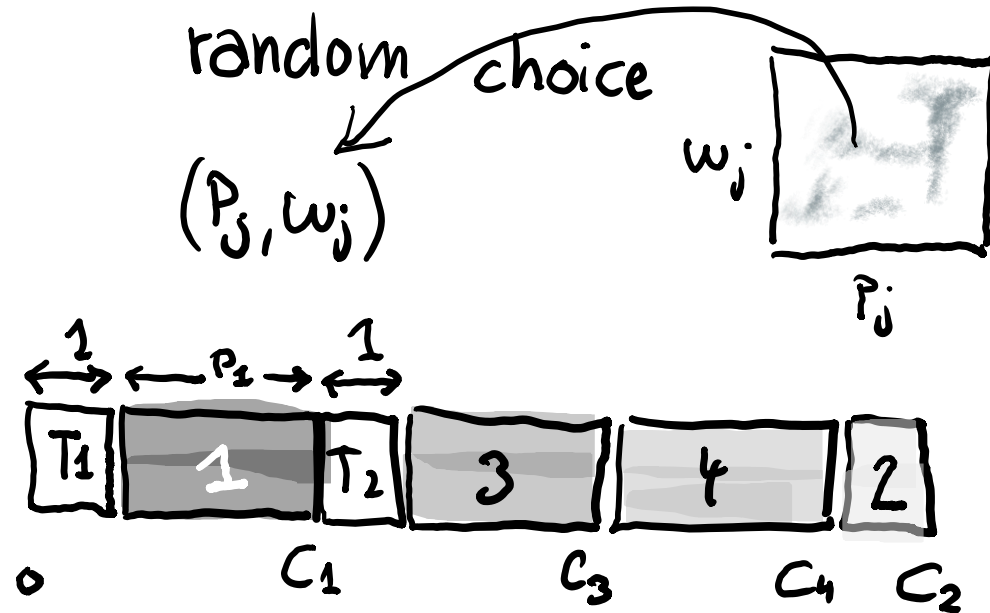 random choice
(Pj, wj)
wj
Pj
1 P1 1
T1 1 T2 3 4 2
0 C1 C3 C4 C2